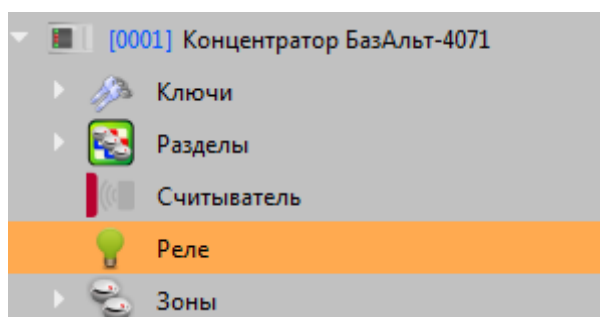 [0001] Концентратор БазАльт-4071
Ключи
Разделы
Считыватель
Реле
Зоны